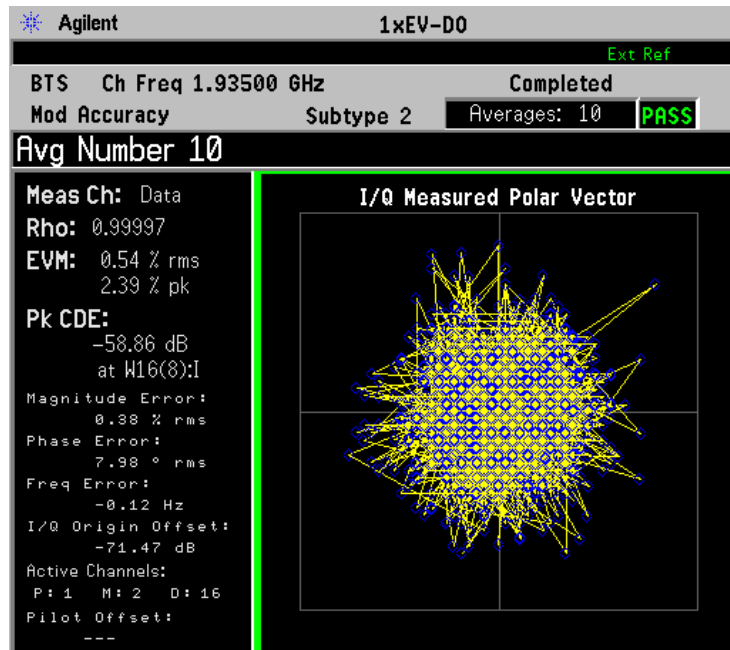 Agilent 1xEV-DO
Ext Ref
BTS Ch Freq 1.93500 GHz Completed
Mod Accuracy Subtype 2 Averages: 10 PASS
Avg Number 10
Meas Ch: Data
I/Q Measured Polar Vector
Rho: 0.99997
EVM: 0.54 % rms
2.39 % pk
Pk CDE:
-58.86 dB
at W16(8):I
Magnitude Error:
0.38 % rms
Phase Error:
7.98 ° rms
Freq Error:
-0.12 Hz
I/Q Origin Offset:
-71.47 dB
Active Channels:
P: 1 M: 2 D: 16
Pilot Offset:
---